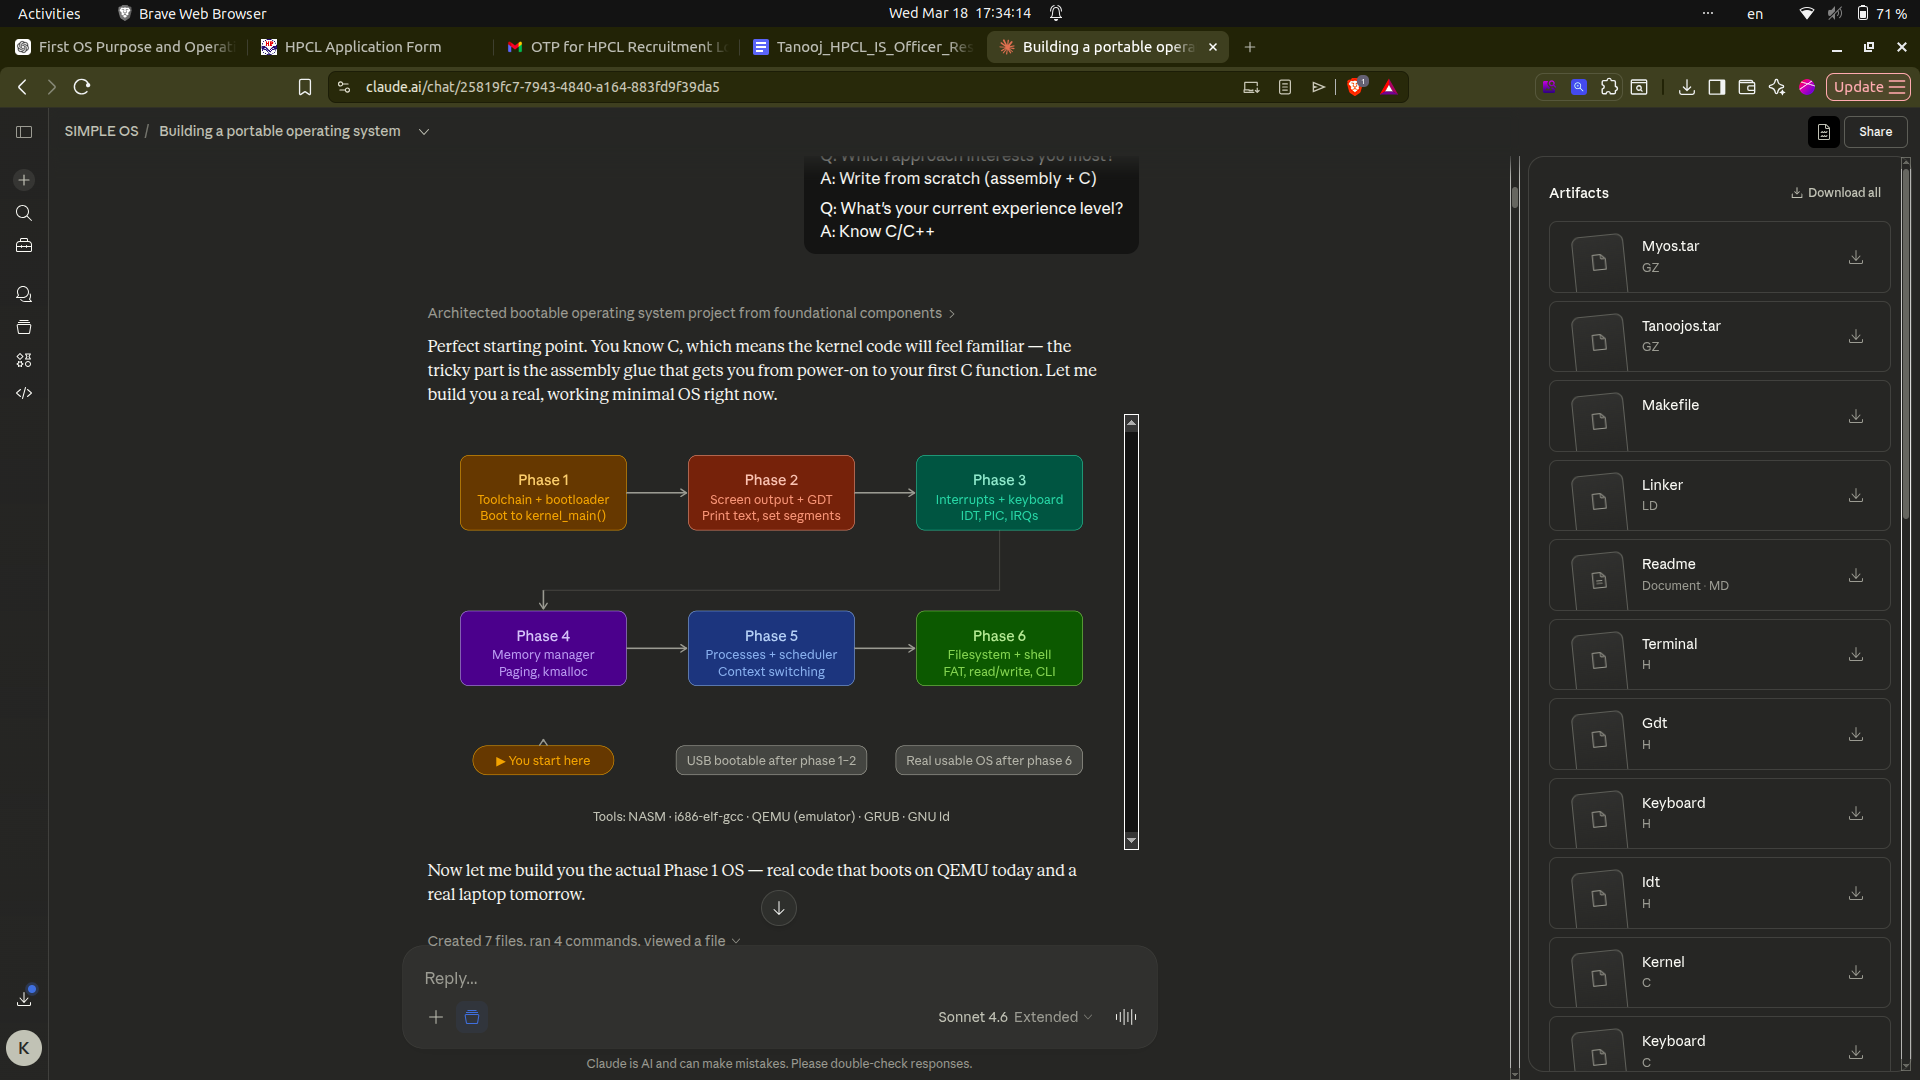 Activities
Brave Web Browser
Wed Mar 18 17:34:14
en
71 %
First OS Purpose and Operat
HPCL Application Form
OTP for HPCL Recruitment L
Tanooj_HPCL_IS_Officer_Res
Building a portable opera
claude.ai/chat/25819fc7-7943-4840-a164-883fd9f39da5
1
Update
SIMPLE OS / Building a portable operating system
Share
Q: Which approach interests you most?
A: Write from scratch (assembly + C)
Q: What's your current experience level?
A: Know C/C++
Architected bootable operating system project from foundational components
Perfect starting point. You know C, which means the kernel code will feel familiar — the
tricky part is the assembly glue that gets you from power-on to your first C function. Let me
build you a real, working minimal OS right now.
Phase 1
Toolchain + bootloader
Boot to kernel_main()
Phase 2
Screen output + GDT
Print text, set segments
Phase 3
Interrupts + keyboard
IDT, PIC, IRQs
Phase 4
Memory manager
Paging, kmalloc
Phase 5
Processes + scheduler
Context switching
Phase 6
Filesystem + shell
FAT, read/write, CLI
▶ You start here
USB bootable after phase 1–2
Real usable OS after phase 6
Tools: NASM · i686-elf-gcc · QEMU (emulator) · GRUB · GNU ld
Now let me build you the actual Phase 1 OS — real code that boots on QEMU today and a
real laptop tomorrow.
Created 7 files, ran 4 commands, viewed a file
Reply...
Sonnet 4.6 Extended
Claude is AI and can make mistakes. Please double-check responses.
K
Artifacts
Download all
Myos.tar
GZ
Tanoojos.tar
GZ
Makefile
Linker
LD
Readme
Document · MD
Terminal
H
Gdt
H
Keyboard
H
Idt
H
Kernel
C
Keyboard
C